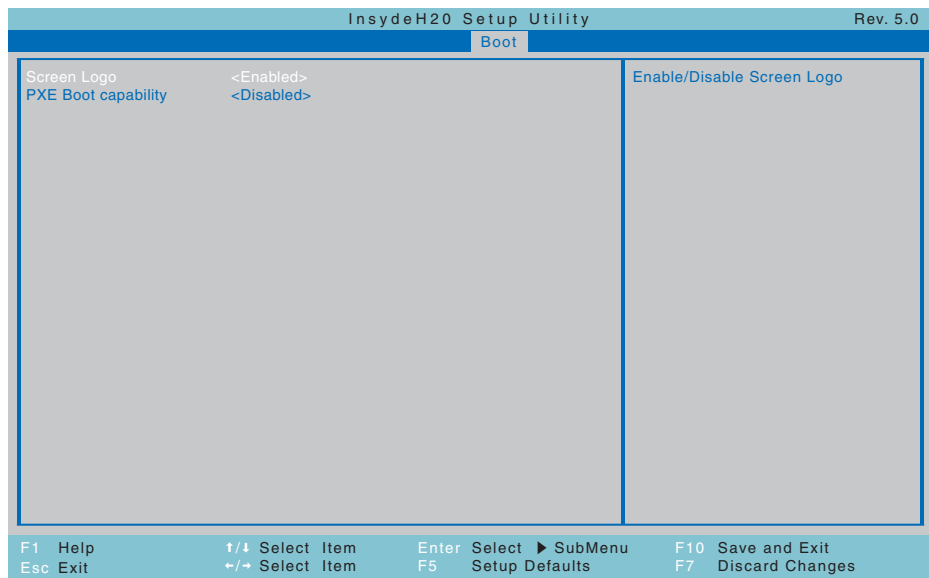 InsydeH20 Setup Utility Rev. 5.0
Boot
Screen Logo <Enabled> Enable/Disable Screen Logo
PXE Boot capability <Disabled>
F1 Help ↑/↓ Select Item Enter Select ▶ SubMenu F10 Save and Exit
Esc Exit ←/→ Select Item F5 Setup Defaults F7 Discard Changes